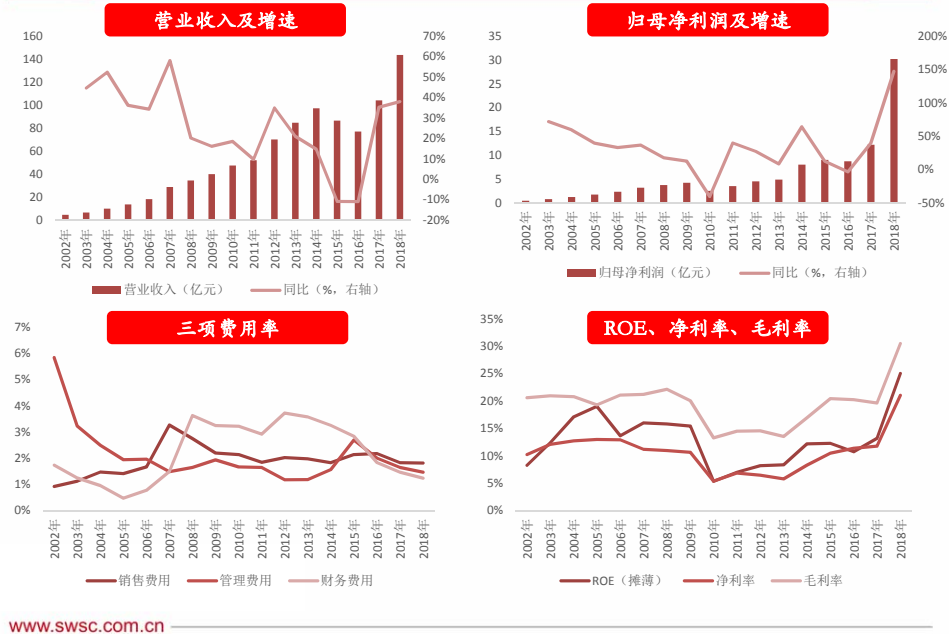 营业收入及增速
160
140
120
100
80
60
40
20
0
70%
60%
50%
40%
30%
20%
10%
0%
-10%
-20%
2002年
2003年
2004年
2005年
2006年
2007年
2008年
2009年
2010年
2011年
2012年
2013年
2014年
2015年
2016年
2017年
2018年
营业收入（亿元）
同比（%，右轴）
归母净利润及增速
35
30
25
20
15
10
5
0
200%
150%
100%
50%
0%
-50%
2002年
2003年
2004年
2005年
2006年
2007年
2008年
2009年
2010年
2011年
2012年
2013年
2014年
2015年
2016年
2017年
2018年
归母净利润（亿元）
同比（%，右轴）
三项费用率
7%
6%
5%
4%
3%
2%
1%
0%
2002年
2003年
2004年
2005年
2006年
2007年
2008年
2009年
2010年
2011年
2012年
2013年
2014年
2015年
2016年
2017年
2018年
销售费用
管理费用
财务费用
ROE、净利率、毛利率
35%
30%
25%
20%
15%
10%
5%
0%
2002年
2003年
2004年
2005年
2006年
2007年
2008年
2009年
2010年
2011年
2012年
2013年
2014年
2015年
2016年
2017年
2018年
ROE（摊薄）
净利率
毛利率
www.swsc.com.cn